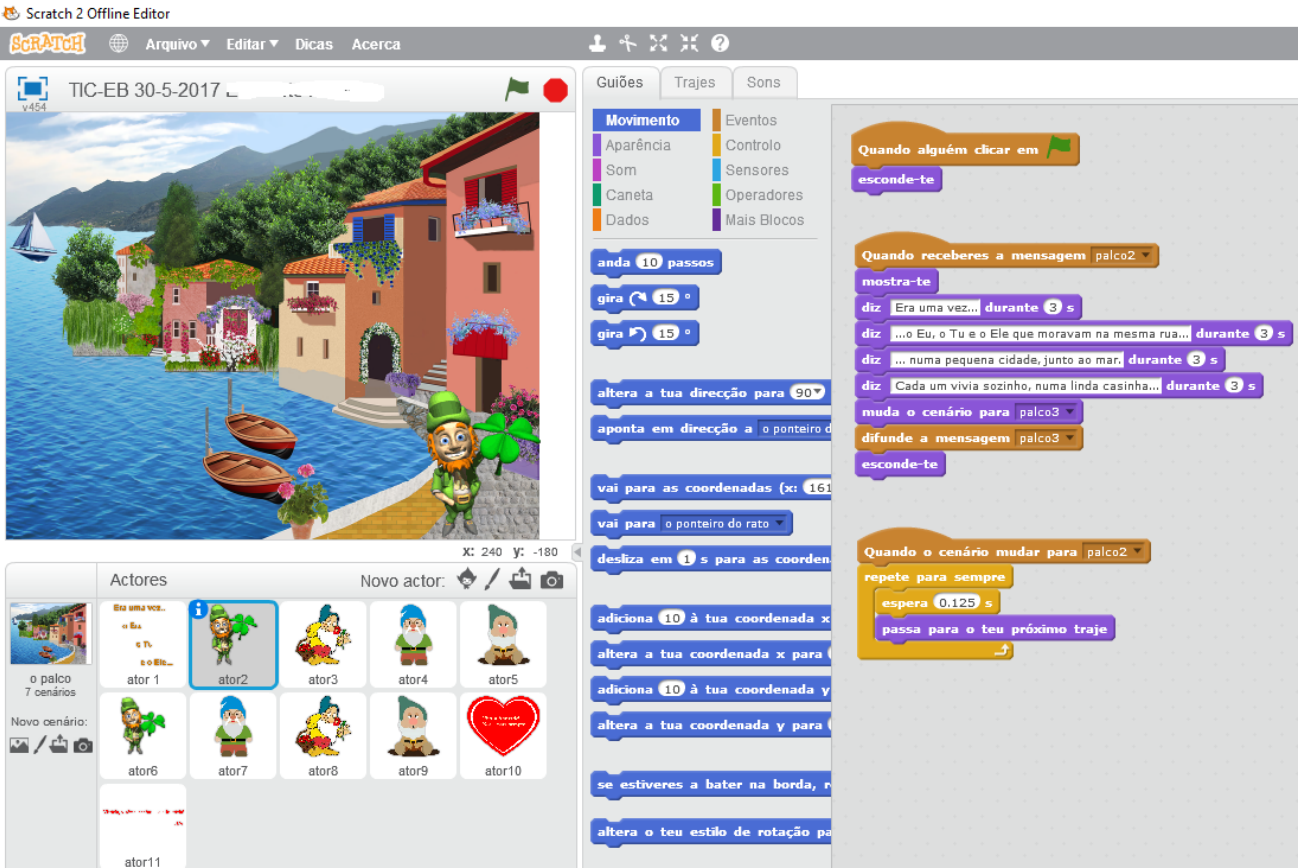 Scratch 2 Offline Editor
SCRATCH
Arquivo
Editar
Dicas
Acerca
v454
TIC-EB 30-5-2017
x: 240 y: -180
Actores
Novo actor:
o palco
7 cenários
Novo cenário:
Era uma vez...
o Eu,
o Tu
e o Ele...
ator 1
ator2
ator3
ator4
ator5
ator6
ator7
ator8
ator9
ator10
ator11
Guiões
Trajes
Sons
Movimento
Aparência
Som
Caneta
Dados
Eventos
Controlo
Sensores
Operadores
Mais Blocos
anda 10 passos
gira 15 º
gira 15 º
altera a tua direcção para 90
aponta em direcção a o ponteiro d
vai para as coordenadas (x: 161
vai para o ponteiro do rato
desliza em 1 s para as coorden
adiciona 10 à tua coordenada x
altera a tua coordenada x para
adiciona 10 à tua coordenada y
altera a tua coordenada y para
se estiveres a bater na borda, r
altera o teu estilo de rotação pa
Quando alguém clicar em
esconde-te
Quando receberes a mensagem palco2
mostra-te
diz Era uma vez... durante 3 s
diz ...o Eu, o Tu e o Ele que moravam na mesma rua... durante 3 s
diz ... numa pequena cidade, junto ao mar. durante 3 s
diz Cada um vivia sozinho, numa linda casinha... durante 3 s
muda o cenário para palco3
difunde a mensagem palco3
esconde-te
Quando o cenário mudar para palco2
repete para sempre
espera 0.125 s
passa para o teu próximo traje